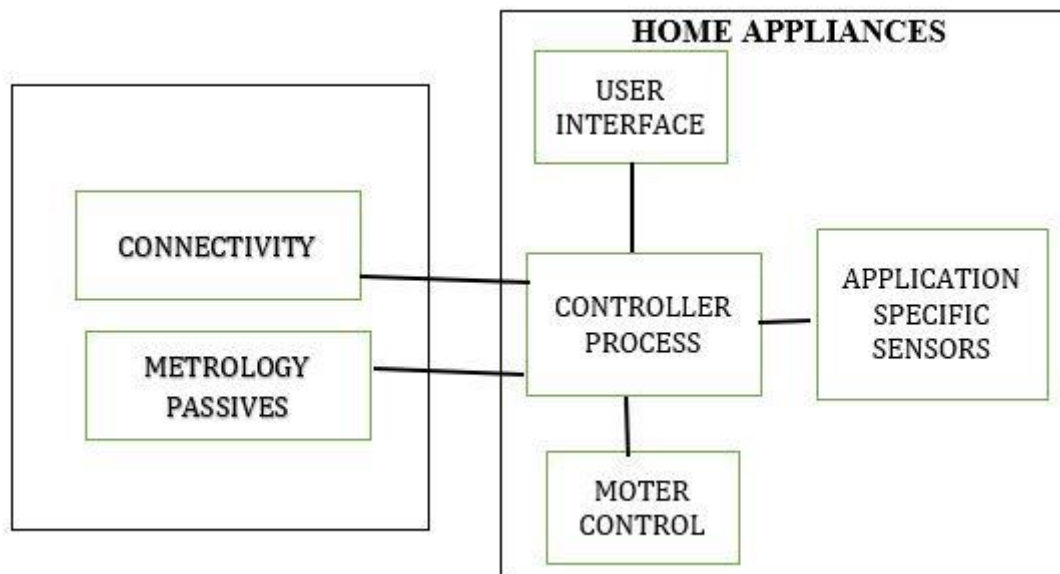 HOME APPLIANCES
USER
INTERFACE
CONNECTIVITY
CONTROLLER
PROCESS
APPLICATION
SPECIFIC
SENSORS
METROLOGY
PASSIVES
MOTER
CONTROL